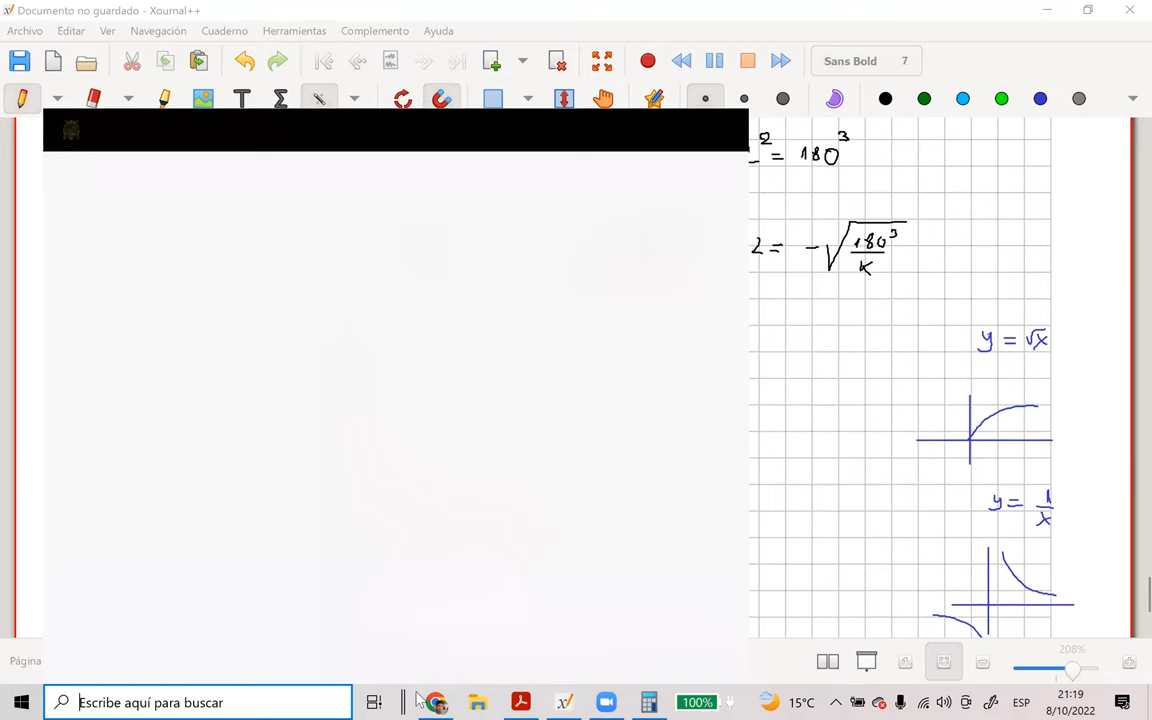 Documento no guardado - Xournal++
Archivo Editar Ver Navegación Cuaderno Herramientas Complemento Ayuda
Sans Bold 7
² = 180³
2 = -√(180³/K)
y = √x
y = 1/x
Página
208%
Escribe aquí para buscar
100%
15°C
ESP
21:19
8/10/2022